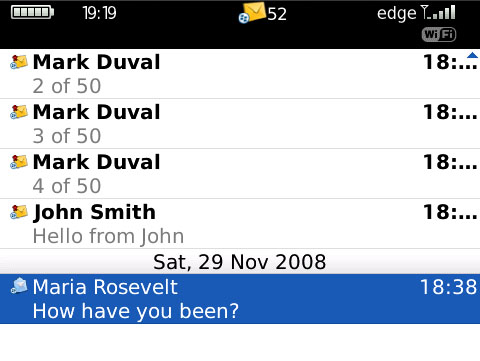 19:19 52 edge
WiFi
Mark Duval 18:...
2 of 50
Mark Duval 18:...
3 of 50
Mark Duval 18:...
4 of 50
John Smith 18:...
Hello from John
Sat, 29 Nov 2008
Maria Rosevelt 18:38
How have you been?